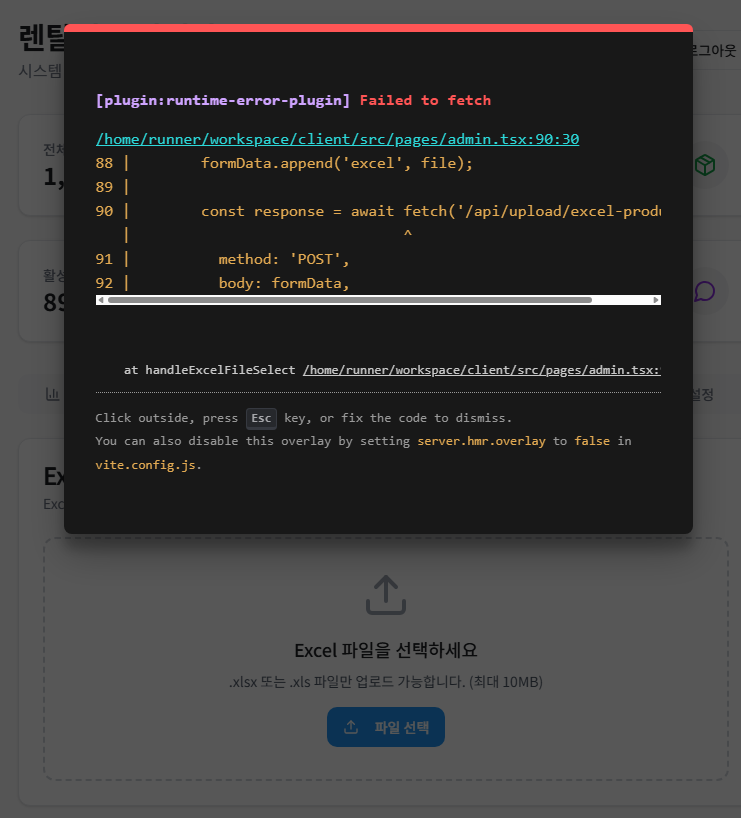 렌탈
로그아웃
시스템
[plugin:runtime-error-plugin] Failed to fetch
/home/runner/workspace/client/src/pages/admin.tsx:90:30
88 | formData.append('excel', file);
89 |
90 | const response = await fetch('/api/upload/excel-produ
| ^
91 | method: 'POST',
92 | body: formData,
at handleExcelFileSelect /home/runner/workspace/client/src/pages/admin.tsx:
Click outside, press Esc key, or fix the code to dismiss.
You can also disable this overlay by setting server.hmr.overlay to false in
vite.config.js.
전체
1,
활성
89
설정
Ex
Exc
Excel 파일을 선택하세요
.xlsx 또는 .xls 파일만 업로드 가능합니다. (최대 10MB)
파일 선택